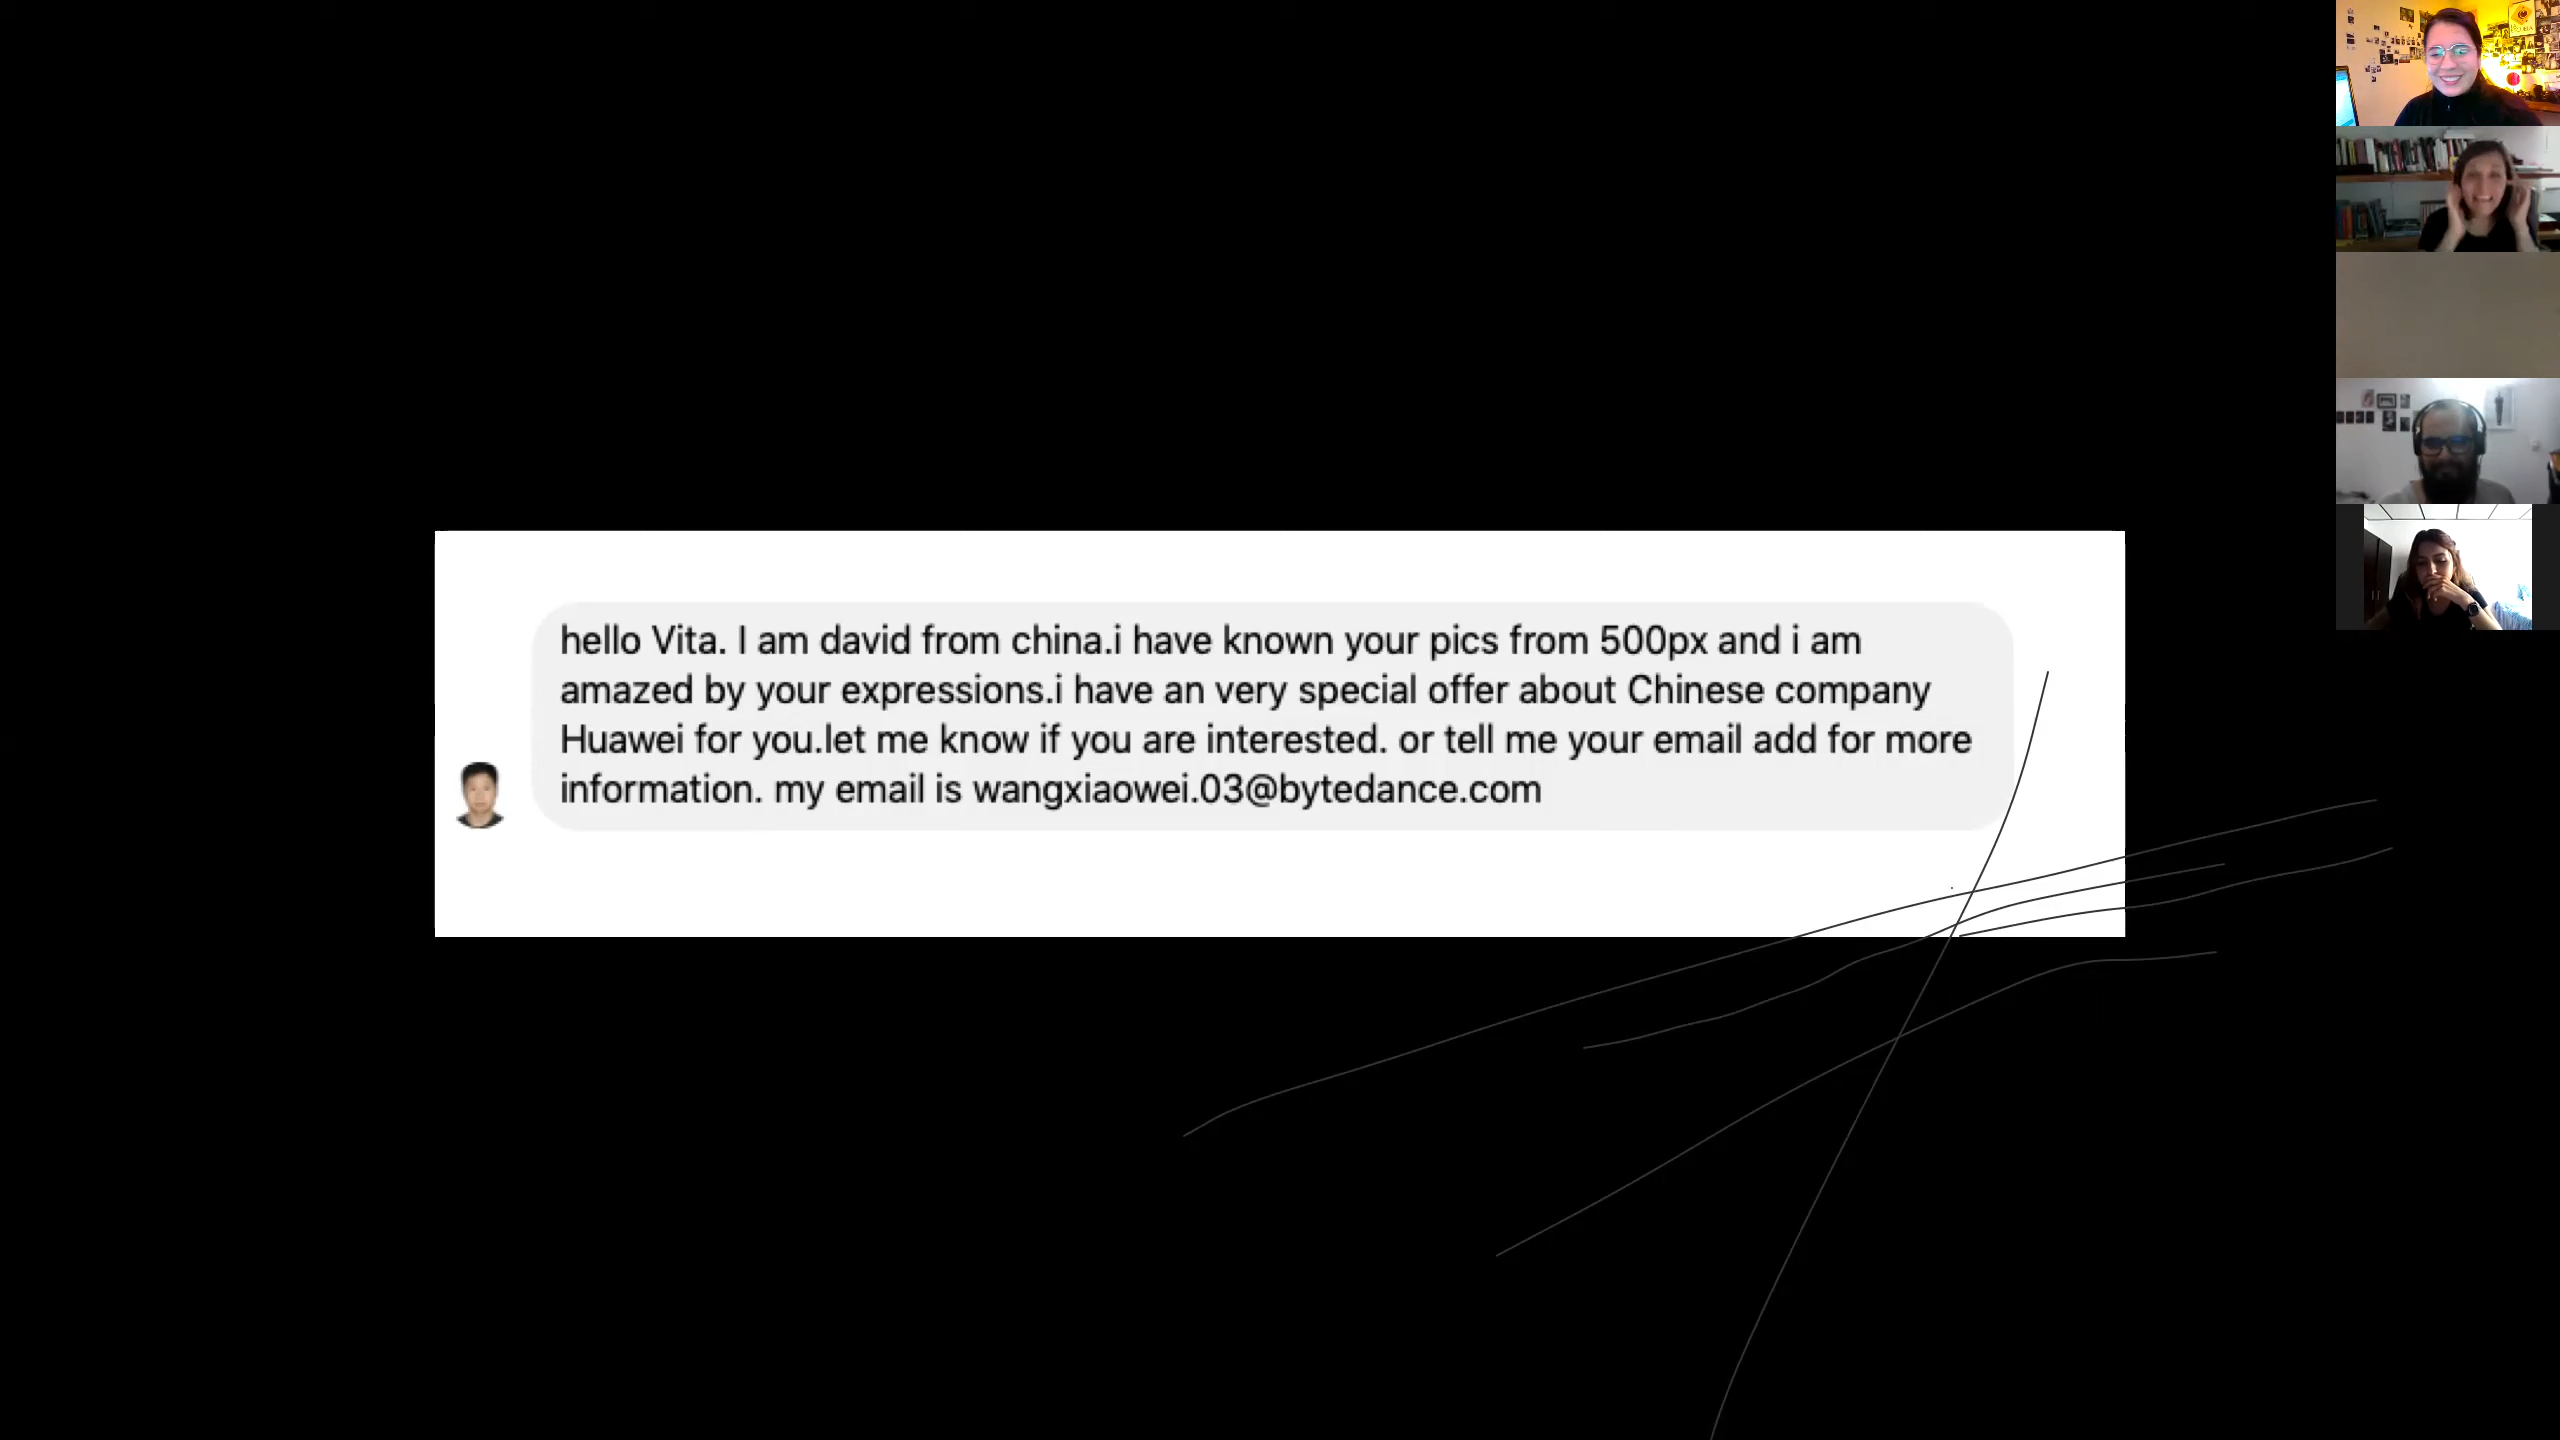 hello Vita. I am david from china.i have known your pics from 500px and i am
amazed by your expressions.i have an very special offer about Chinese company
Huawei for you.let me know if you are interested. or tell me your email add for more
information. my email is wangxiaowei.03@bytedance.com